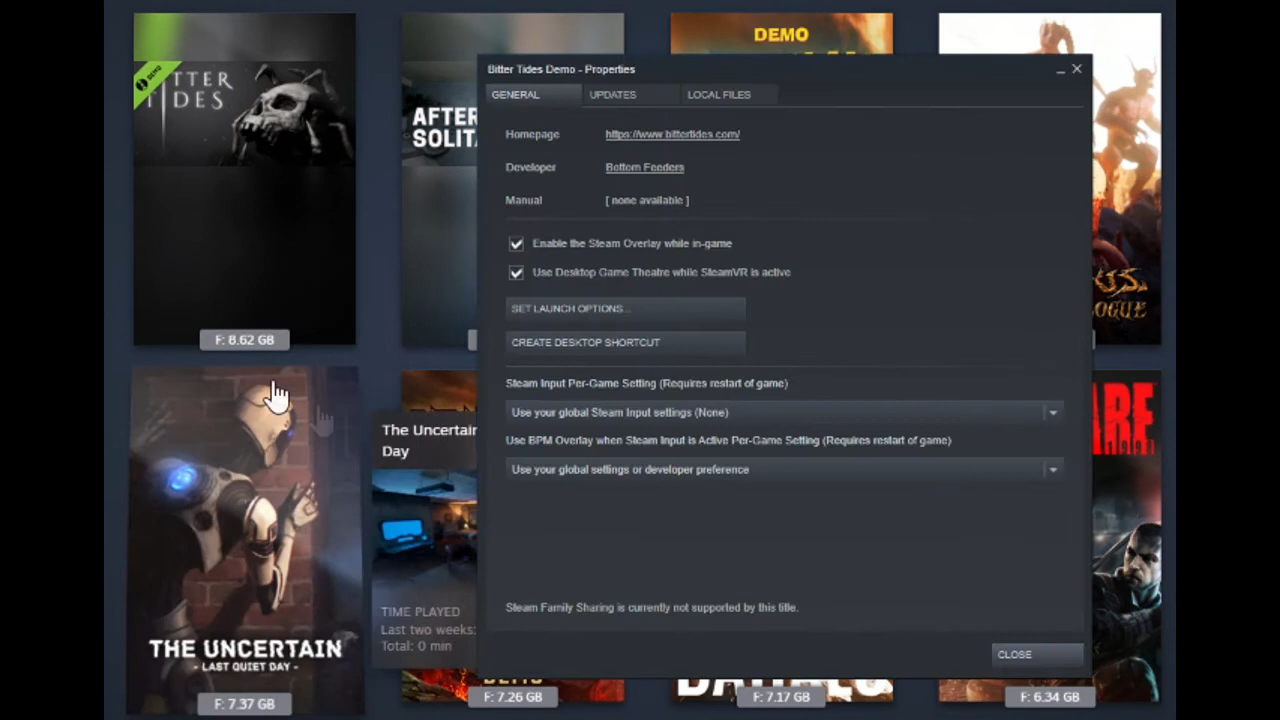 DEMO
Bitter Tides Demo - Properties
GENERAL
UPDATES
LOCAL FILES
DEMO
TIDES
AFTER
SOLIT
Homepage
https://www.bittertides.com/
Developer
Bottom Feeders
Manual
[ none available ]
Enable the Steam Overlay while in-game
Use Desktop Game Theatre while SteamVR is active
SET LAUNCH OPTIONS...
CREATE DESKTOP SHORTCUT
OGUE
F: 8.62 GB
Steam Input Per-Game Setting (Requires restart of game)
Use your global Steam Input settings (None)
Use BPM Overlay when Steam Input is Active Per-Game Setting (Requires restart of game)
Use your global settings or developer preference
ARE
The Uncertain
Day
TIME PLAYED
Last two weeks:
Total: 0 min
Steam Family Sharing is currently not supported by this title.
CLOSE
THE UNCERTAIN
- LAST QUIET DAY -
F: 7.37 GB
F: 7.26 GB
F: 7.17 GB
F: 6.34 GB